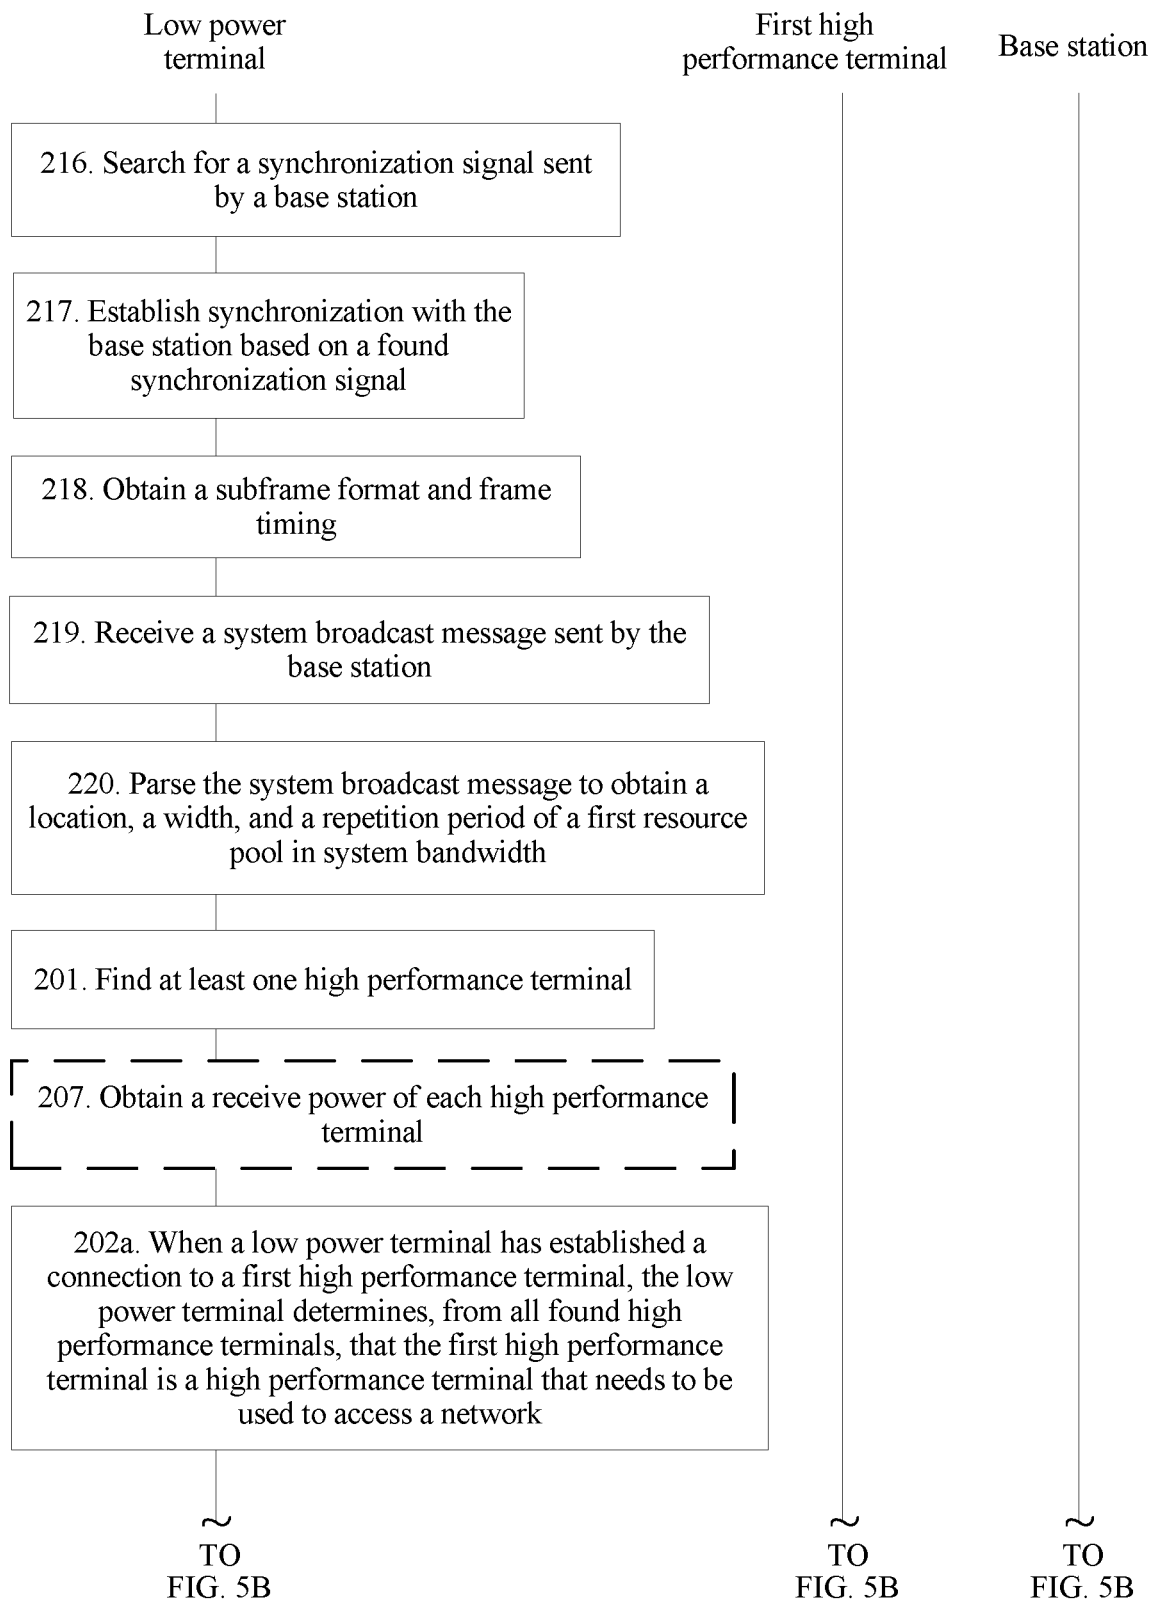 Low power
terminal
First high
performance terminal
Base station
216. Search for a synchronization signal sent
by a base station
217. Establish synchronization with the
base station based on a found
synchronization signal
218. Obtain a subframe format and frame
timing
219. Receive a system broadcast message sent by the
base station
220. Parse the system broadcast message to obtain a
location, a width, and a repetition period of a first resource
pool in system bandwidth
201. Find at least one high performance terminal
207. Obtain a receive power of each high performance
terminal
202a. When a low power terminal has established a
connection to a first high performance terminal, the low
power terminal determines, from all found high
performance terminals, that the first high performance
terminal is a high performance terminal that needs to be
used to access a network
TO
FIG. 5B
TO
FIG. 5B
TO
FIG. 5B